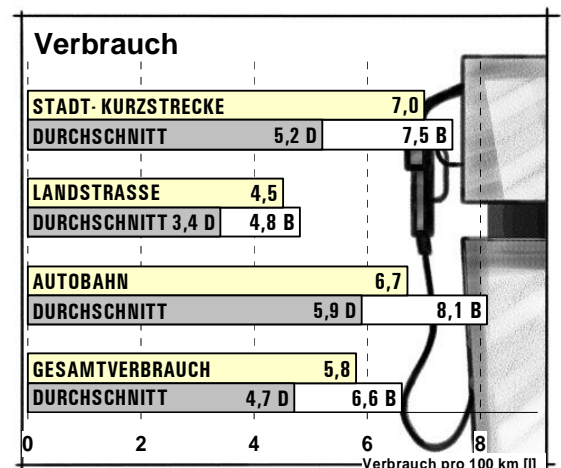 Verbrauch
STADT- KURZSTRECKE 7,0
DURCHSCHNITT 5,2 D 7,5 B
LANDSTRASSE 4,5
DURCHSCHNITT 3,4 D 4,8 B
AUTOBAHN 6,7
DURCHSCHNITT 5,9 D 8,1 B
GESAMTVERBRAUCH 5,8
DURCHSCHNITT 4,7 D 6,6 B
0 2 4 6 8
Verbrauch pro 100 km [l]